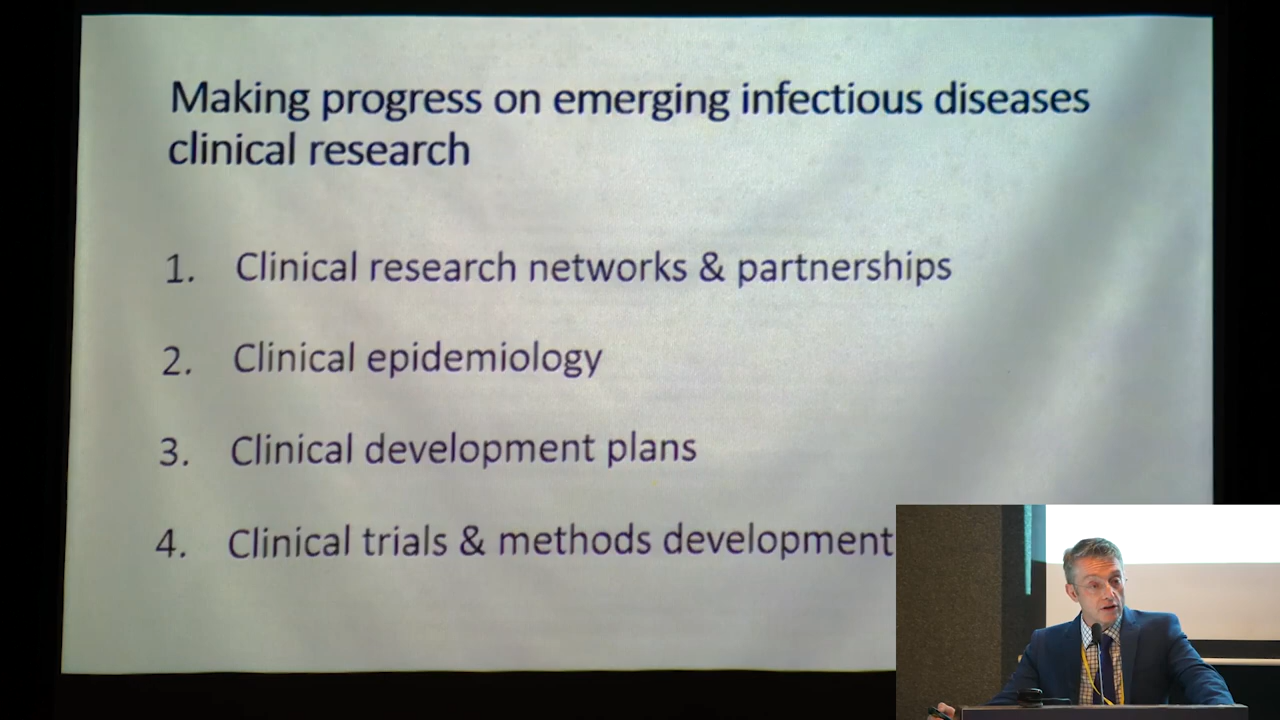 Making progress on emerging infectious diseases
clinical research
1. Clinical research networks & partnerships
2. Clinical epidemiology
3. Clinical development plans
4. Clinical trials & methods development